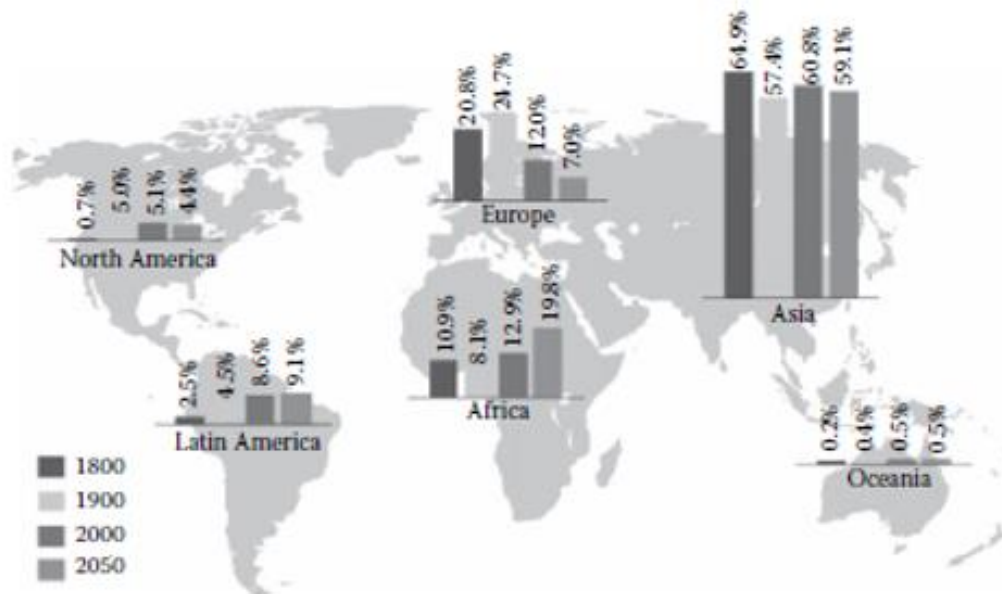 64.9% 57.4% 60.8% 59.1%
20.8% 24.7% 12.0% 7.0%
0.7% 5.0% 5.1% 4.4%
Europe
North America
Asia
10.9% 8.1% 12.9% 19.8%
2.5% 4.5% 8.6% 9.1%
Africa
Latin America
0.2% 0.4% 0.5% 0.5%
Oceania
1800
1900
2000
2050